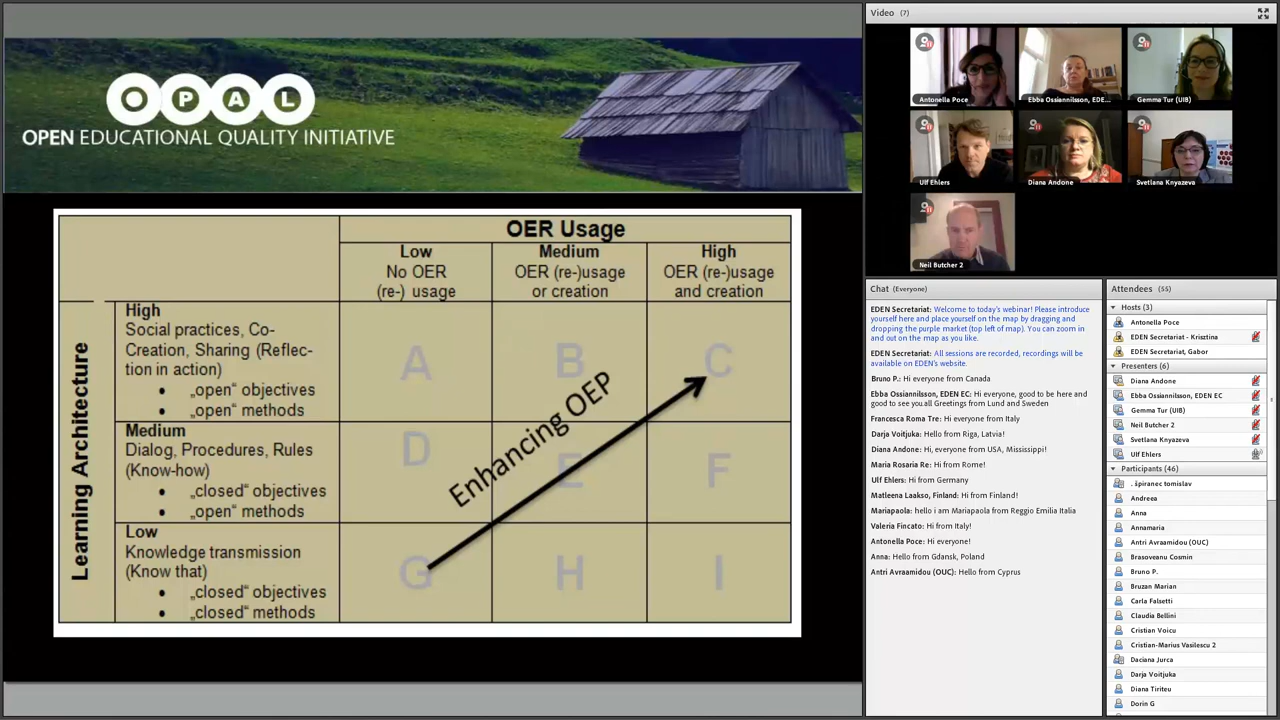 OPAL
OPEN EDUCATIONAL QUALITY INITIATIVE
OER Usage
Low
No OER
(re-) usage
Medium
OER (re-)usage
or creation
High
OER (re-)usage
and creation
Learning Architecture
High
Social practices, Co-
Creation, Sharing (Reflec-
tion in action)
• „open“ objectives
• „open“ methods
A
B
C
Medium
Dialog, Procedures, Rules
(Know-how)
• „closed“ objectives
• „open“ methods
D
E
F
Low
Knowledge transmission
(Know that)
• „closed“ objectives
• „closed“ methods
G
H
I
Enhancing OEP
Video (7)
Antonella Poce
Ebba Ossiannilsson, EDE...
Gemma Tur (UIB)
Ulf Ehlers
Diana Andone
Svetlana Knyazeva
Neil Butcher 2
Chat (Everyone)
EDEN Secretariat: Welcome to today's webinar! Please introduce
yourself here and place yourself on the map by dragging and
dropping the purple market (top left of map). You can zoom in
and out on the map as you like.
EDEN Secretariat: All sessions are recorded, recordings will be
available on EDEN's website.
Bruno P.: Hi everyone from Canada
Ebba Ossiannilsson, EDEN EC: Hi everyone, good to be here and
good to see you.all Greetings from Lund and Sweden
Francesca Roma Tre: Hi everyone from Italy
Darja Voitjuka: Hello from Riga, Latvia!
Diana Andone: Hi, everyone from USA, Mississippi!
Maria Rosaria Re: Hi from Rome!
Ulf Ehlers: Hi from Germany
Matleena Laakso, Finland: Hi from Finland!
Mariapaola: hello i am Mariapaola from Reggio Emilia Italia
Valeria Fincato: Hi from Italy!
Antonella Poce: Hi everyone!
Anna: Hello from Gdansk, Poland
Antri Avraamidou (OUC): Hello from Cyprus
Attendees (55)
Hosts (3)
Antonella Poce
EDEN Secretariat - Krisztina
EDEN Secretariat, Gabor
Presenters (6)
Diana Andone
Ebba Ossiannilsson, EDEN EC
Gemma Tur (UIB)
Neil Butcher 2
Svetlana Knyazeva
Ulf Ehlers
Participants (46)
. špiranec tomislav
Andreea
Anna
Annamaria
Antri Avraamidou (OUC)
Brasoveanu Cosmin
Bruno P.
Bruzan Marian
Carla Falsetti
Claudia Bellini
Cristian Voicu
Cristian-Marius Vasilescu 2
Daciana Jurca
Darja Voitjuka
Diana Tiriteu
Dorin G